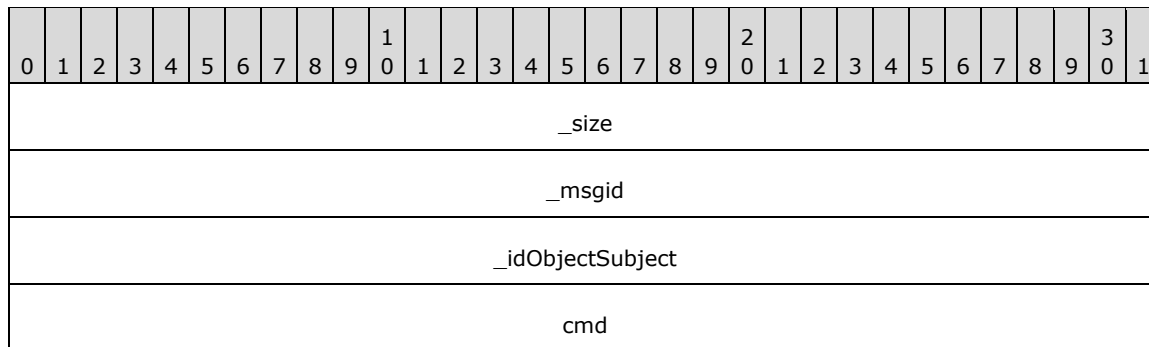 1 2 3
0 1 2 3 4 5 6 7 8 9 0 1 2 3 4 5 6 7 8 9 0 1 2 3 4 5 6 7 8 9 0 1
_size
_msgid
_idObjectSubject
cmd